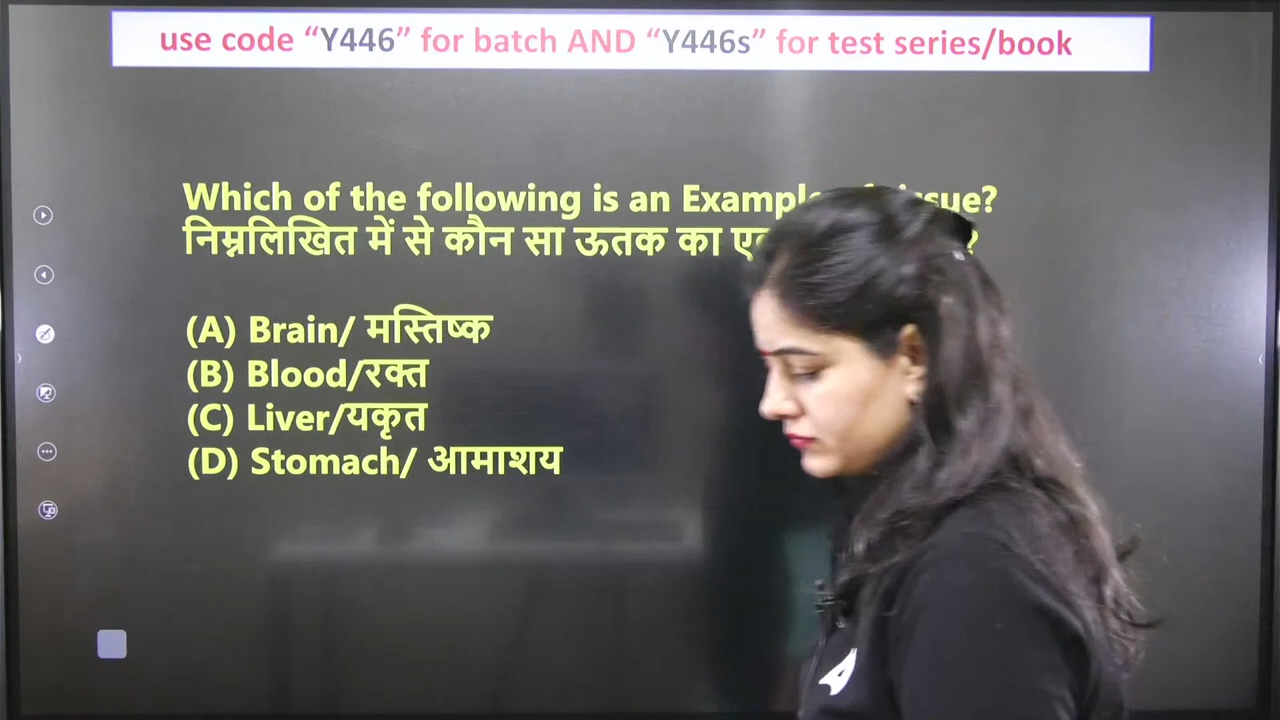 use code “Y446” for batch AND “Y446s” for test series/book
Which of the following is an Example
निम्नलिखित में से कौन सा ऊतक का
(A) Brain/ मस्तिष्क
(B) Blood/रक्त
(C) Liver/यकृत
(D) Stomach/ आमाशय